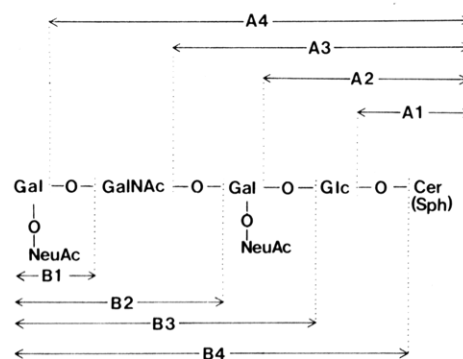 A4
A3
A2
A1
Gal — O — GalNAc — O — Gal — O — Glc — O — Cer
(Sph)
O
NeuAc
O
NeuAc
B1
B2
B3
B4